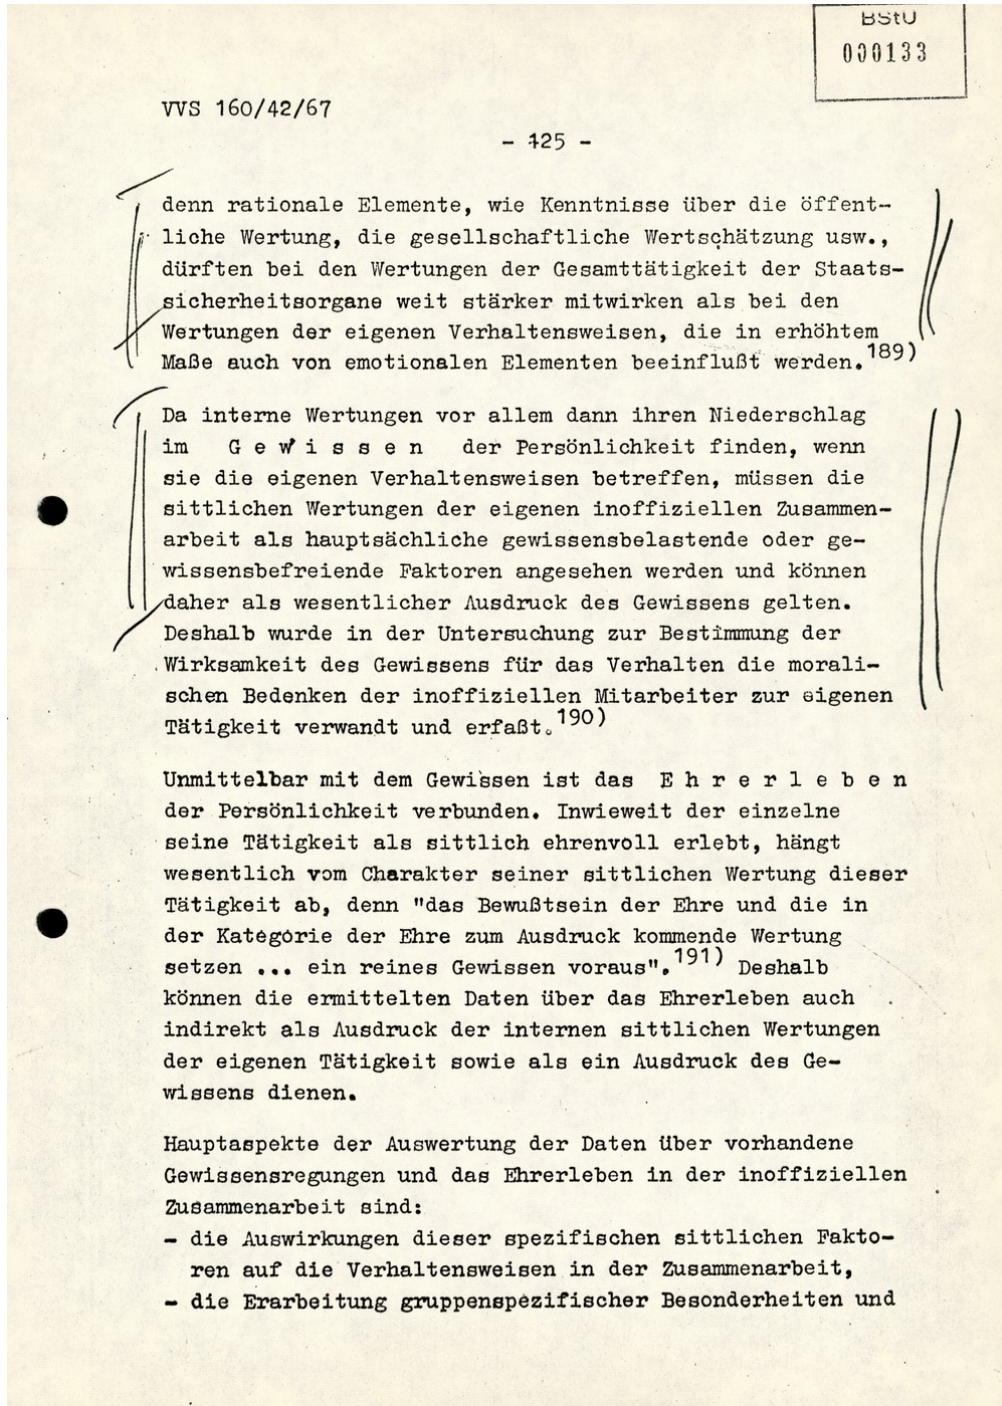 BStU
000133
VVS 160/42/67
- 125 -
denn rationale Elemente, wie Kenntnisse über die öffent-
liche Wertung, die gesellschaftliche Wertschätzung usw.,
dürften bei den Wertungen der Gesamttätigkeit der Staats-
sicherheitsorgane weit stärker mitwirken als bei den
Wertungen der eigenen Verhaltensweisen, die in erhöhtem
Maße auch von emotionalen Elementen beeinflußt werden.189)
Da interne Wertungen vor allem dann ihren Niederschlag
im G e w i s s e n der Persönlichkeit finden, wenn
sie die eigenen Verhaltensweisen betreffen, müssen die
sittlichen Wertungen der eigenen inoffiziellen Zusammen-
arbeit als hauptsächliche gewissensbelastende oder ge-
wissensbefreiende Faktoren angesehen werden und können
daher als wesentlicher Ausdruck des Gewissens gelten.
Deshalb wurde in der Untersuchung zur Bestimmung der
Wirksamkeit des Gewissens für das Verhalten die morali-
schen Bedenken der inoffiziellen Mitarbeiter zur eigenen
Tätigkeit verwandt und erfaßt.190)
Unmittelbar mit dem Gewissen ist das E h r e r l e b e n
der Persönlichkeit verbunden. Inwieweit der einzelne
seine Tätigkeit als sittlich ehrenvoll erlebt, hängt
wesentlich vom Charakter seiner sittlichen Wertung dieser
Tätigkeit ab, denn "das Bewußtsein der Ehre und die in
der Kategorie der Ehre zum Ausdruck kommende Wertung
setzen ... ein reines Gewissen voraus".191) Deshalb
können die ermittelten Daten über das Ehrerleben auch
indirekt als Ausdruck der internen sittlichen Wertungen
der eigenen Tätigkeit sowie als ein Ausdruck des Ge-
wissens dienen.
Hauptaspekte der Auswertung der Daten über vorhandene
Gewissensregungen und das Ehrerleben in der inoffiziellen
Zusammenarbeit sind:
- die Auswirkungen dieser spezifischen sittlichen Fakto-
ren auf die Verhaltensweisen in der Zusammenarbeit,
- die Erarbeitung gruppenspezifischer Besonderheiten und